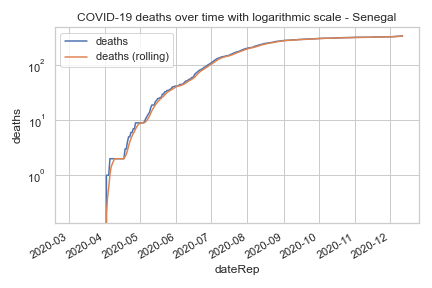 COVID-19 deaths over time with logarithmic scale - Senegal
deaths
deaths (rolling)
10²
10¹
10⁰
deaths
2020-03
2020-04
2020-05
2020-06
2020-07
2020-08
2020-09
2020-10
2020-11
2020-12
dateRep